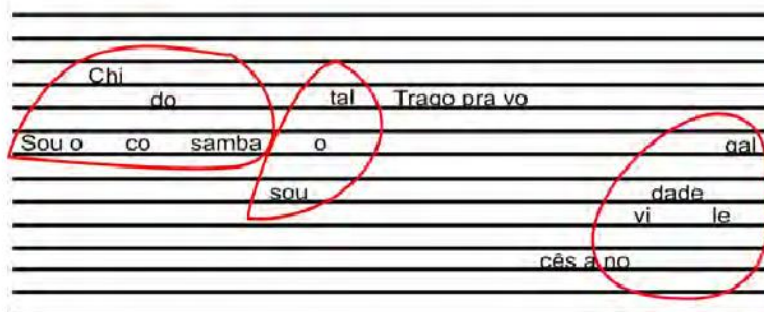 Chi
do tal Trago pra vo
Sou o co samba o gal
sou dade
vi le
cês a no